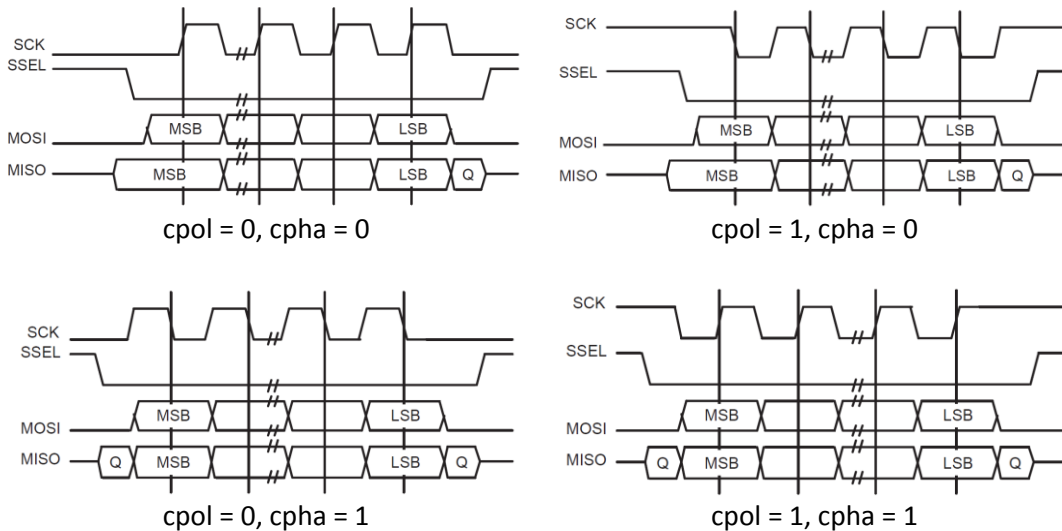 SCK
SSEL
MOSI MSB LSB
MISO MSB LSB Q
cpol = 0, cpha = 0
SCK
SSEL
MOSI MSB LSB
MISO MSB LSB Q
cpol = 1, cpha = 0
SCK
SSEL
MOSI MSB LSB
MISO Q MSB LSB Q
cpol = 0, cpha = 1
SCK
SSEL
MOSI MSB LSB
MISO Q MSB LSB Q
cpol = 1, cpha = 1